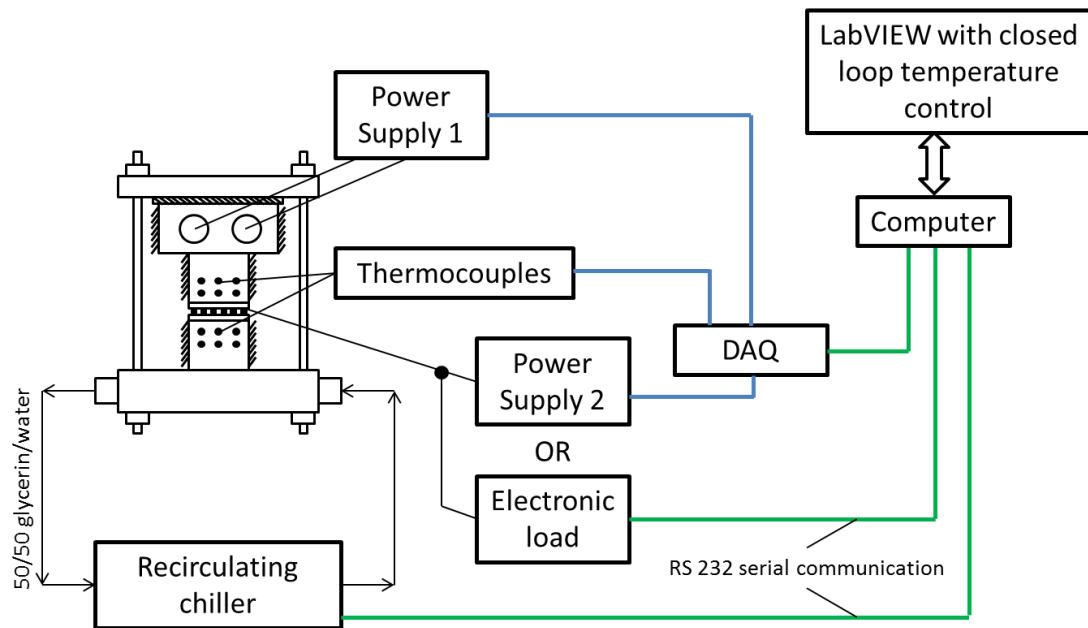 LabVIEW with closed
loop temperature
control
Power
Supply 1
Computer
Thermocouples
DAQ
Power
Supply 2
OR
Electronic
load
50/50 glycerin/water
Recirculating
chiller
RS 232 serial communication